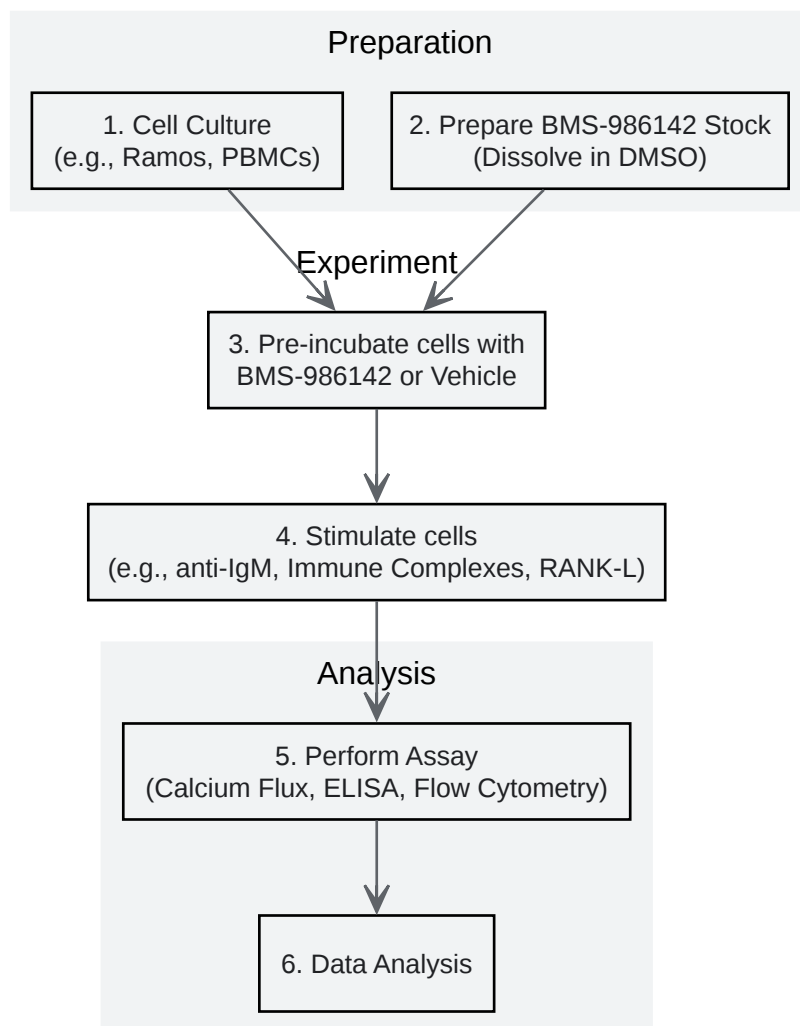 Preparation
1. Cell Culture
(e.g., Ramos, PBMCs)
2. Prepare BMS-986142 Stock
(Dissolve in DMSO)
Experiment
3. Pre-incubate cells with
BMS-986142 or Vehicle
4. Stimulate cells
(e.g., anti-IgM, Immune Complexes, RANK-L)
Analysis
5. Perform Assay
(Calcium Flux, ELISA, Flow Cytometry)
6. Data Analysis